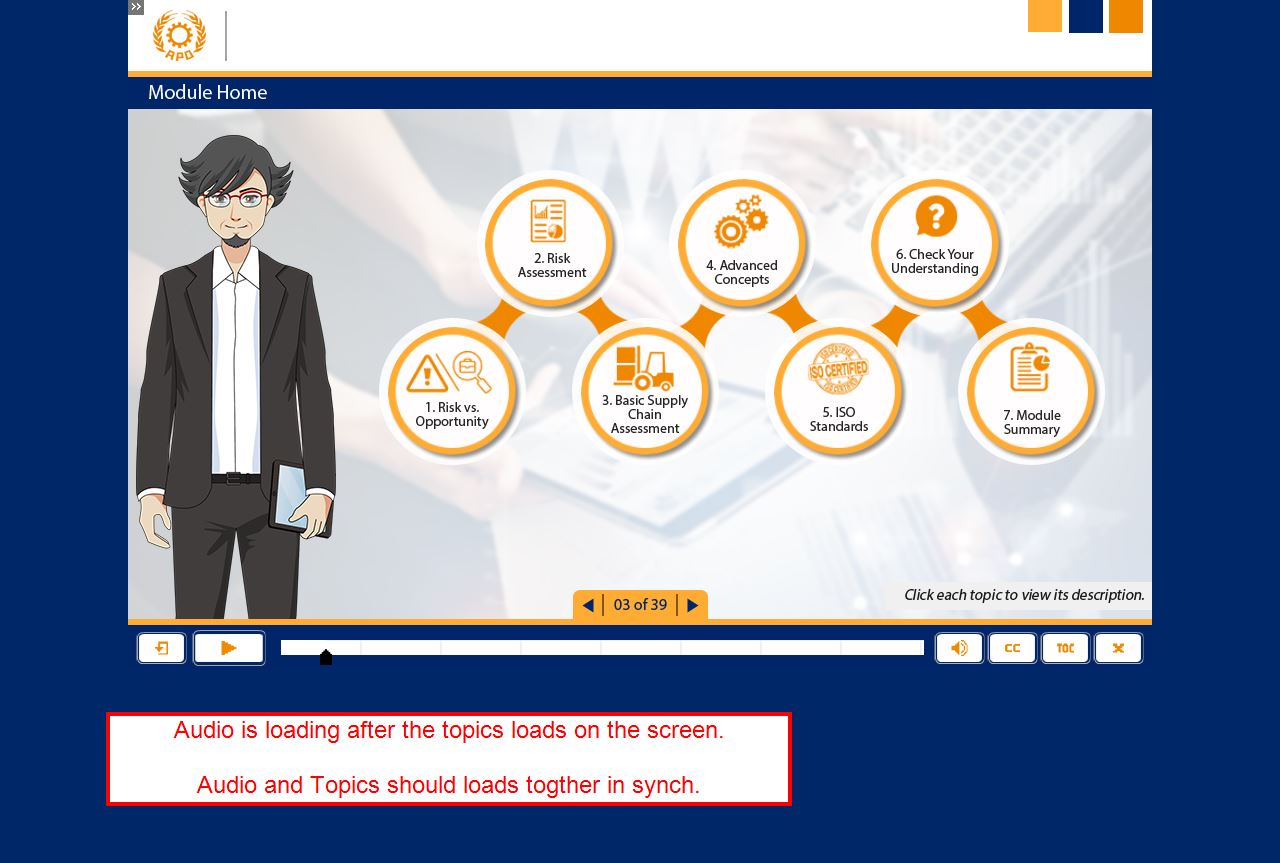 APO
Module Home
2. Risk
Assessment
4. Advanced
Concepts
6. Check Your
Understanding
1. Risk vs.
Opportunity
3. Basic Supply
Chain
Assessment
ISO CERTIFIED
5. ISO
Standards
7. Module
Summary
Click each topic to view its description.
03 of 39
CC
TOC
Audio is loading after the topics loads on the screen.
Audio and Topics should loads togther in synch.